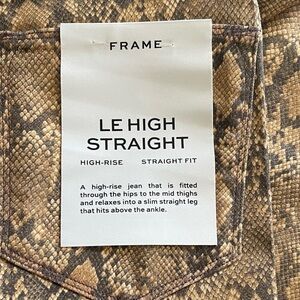 FRAME
LE HIGH
STRAIGHT
HIGH-RISE STRAIGHT FIT
A high-rise jean that is fitted
through the hips to the mid thighs
and relaxes into a slim straight leg
that hits above the ankle.